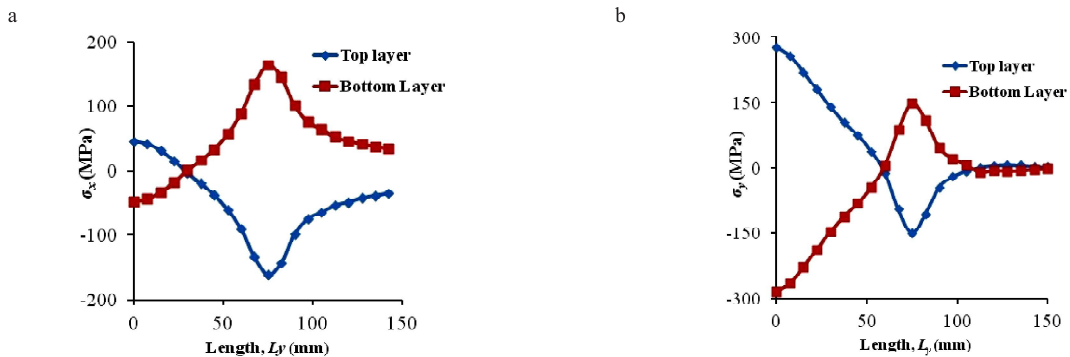 a
b
200
100
0
-100
-200
σx (MPa)
Top layer
Bottom Layer
0
50
100
150
Length, Ly (mm)
300
150
0
-150
-300
σy (MPa)
Top layer
Bottom Layer
0
50
100
150
Length, Ly (mm)